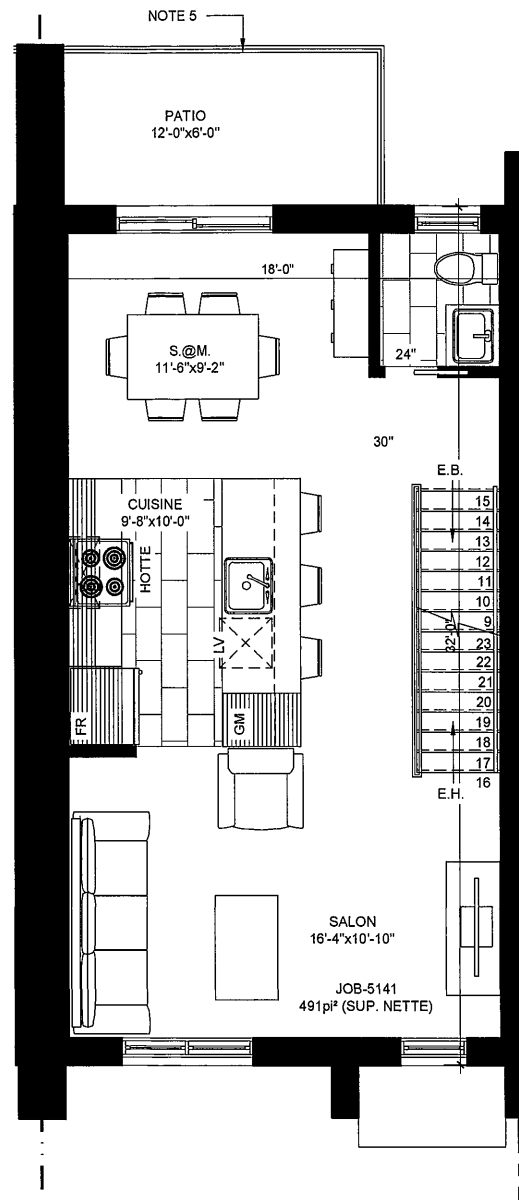 NOTE 5
PATIO
12'-0"x6'-0"
18'-0"
S.@M.
11'-6"x9'-2"
24"
30"
E.B.
CUISINE
9'-8"x10'-0"
HOTTE
LV
FR
GM
15
14
13
12
11
10
9
32'-0"
23
22
21
20
19
18
17
16
E.H.
SALON
16'-4"x10'-10"
JOB-5141
491pi² (SUP. NETTE)